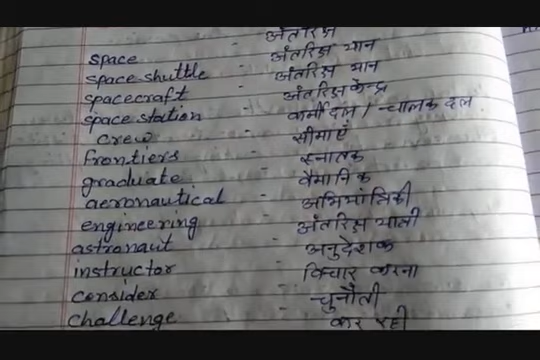 space - अंतरिक्ष
space shuttle - अंतरिक्ष यान
spacecraft - अंतरिक्ष यान
space station - अंतरिक्ष केन्द्र
crew - कर्मीदल / चालक दल
frontiers - सीमाएं
graduate - स्नातक
aeronautical - वैमानिक
engineering - अभियांत्रिकी
astronaut - अंतरिक्ष यात्री
instructor - अनुदेशक
consider - विचार करना
challenge - चुनौती
कर रही